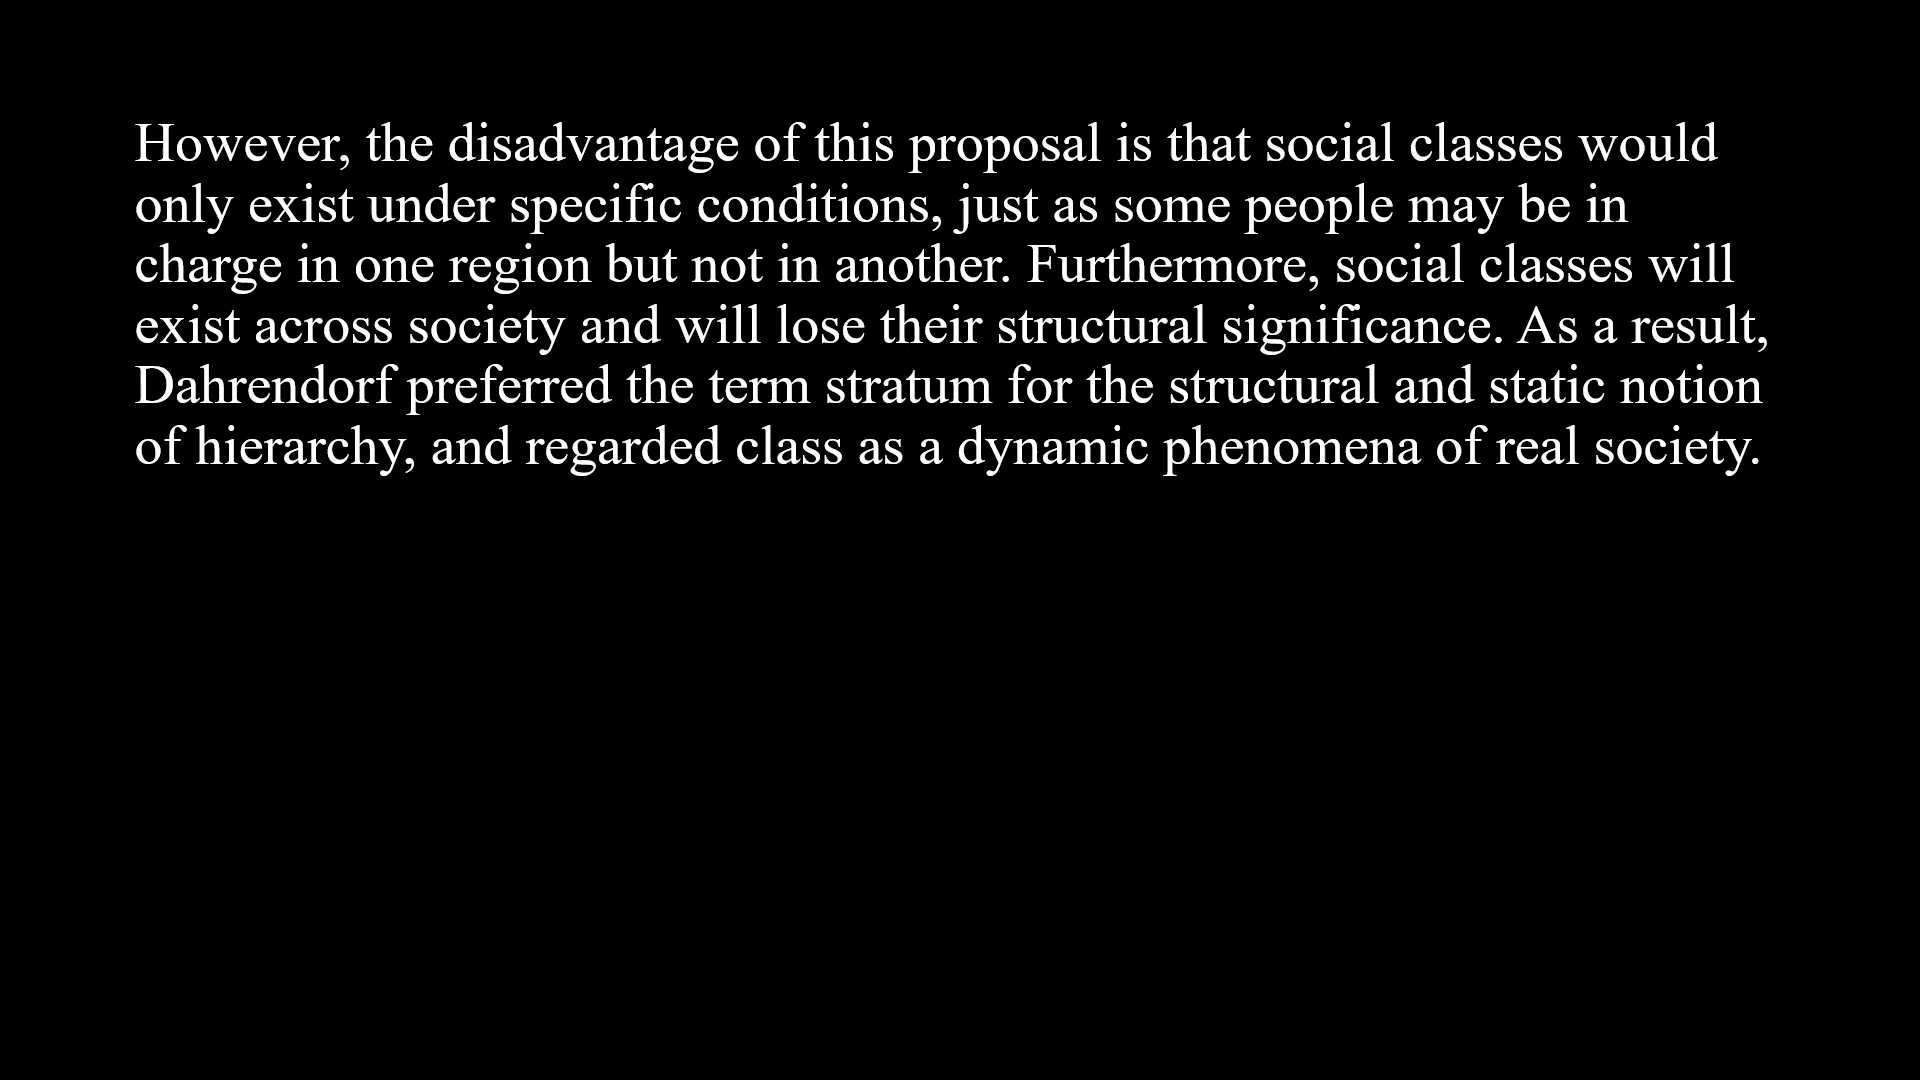 However, the disadvantage of this proposal is that social classes would
only exist under specific conditions, just as some people may be in
charge in one region but not in another. Furthermore, social classes will
exist across society and will lose their structural significance. As a result,
Dahrendorf preferred the term stratum for the structural and static notion
of hierarchy, and regarded class as a dynamic phenomena of real society.